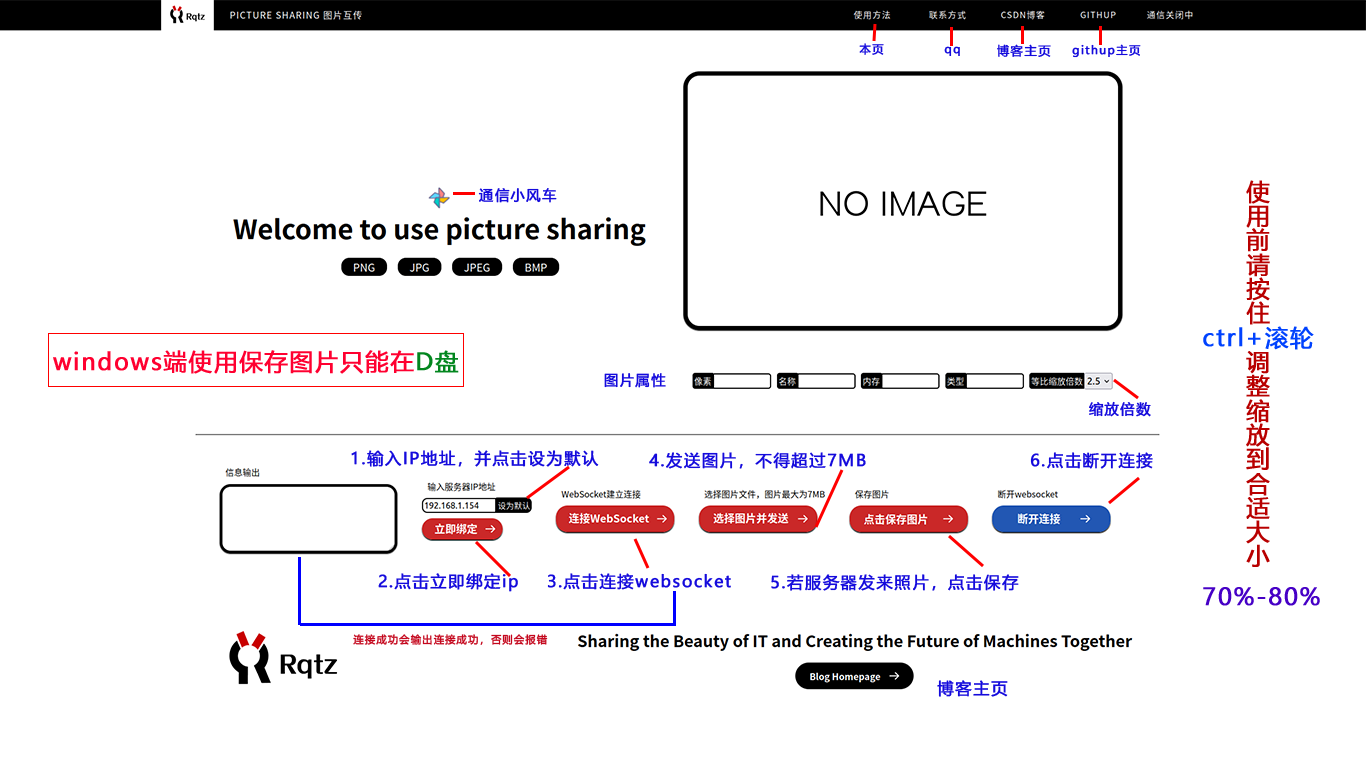 Rqtz
PICTURE SHARING 图片互传
使用方法
联系方式
CSDN博客
GITHUP
通信关闭中
本页
qq
博客主页
githup主页
NO IMAGE
通信小风车
Welcome to use picture sharing
PNG
JPG
JPEG
BMP
windows端使用保存图片只能在D盘
使用前请按住
ctrl+滚轮
调整缩放到合适大小
70%-80%
图片属性
像素
名称
内存
类型
等比缩放倍数 2.5
缩放倍数
1.输入IP地址，并点击设为默认
4.发送图片，不得超过7MB
6.点击断开连接
信息输出
输入服务器IP地址
192.168.1.154 设为默认
立即绑定 →
WebSocket建立连接
连接WebSocket →
选择图片文件，图片最大为7MB
选择图片并发送 →
保存图片
点击保存图片 →
断开websocket
断开连接 →
2.点击立即绑定ip
3.点击连接websocket
5.若服务器发来照片，点击保存
连接成功会输出连接成功，否则会报错
Rqtz
Sharing the Beauty of IT and Creating the Future of Machines Together
Blog Homepage →
博客主页